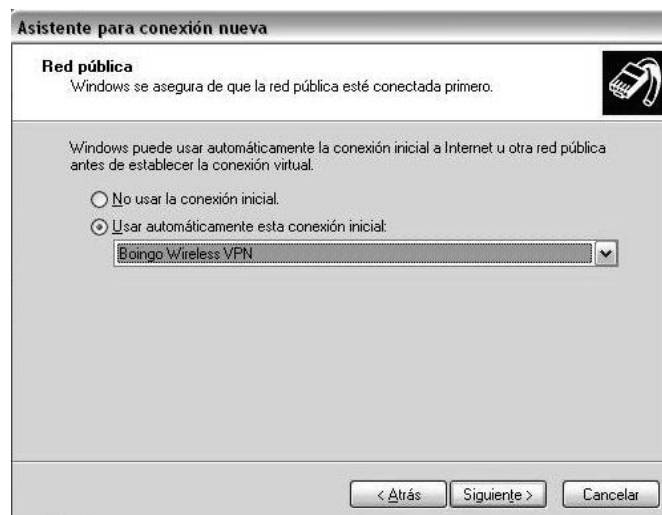 Asistente para conexión nueva
Red pública
Windows se asegura de que la red pública esté conectada primero.
Windows puede usar automáticamente la conexión inicial a Internet u otra red pública
antes de establecer la conexión virtual.
No usar la conexión inicial.
Usar automáticamente esta conexión inicial:
Boingo Wireless VPN
< Atrás Siguiente > Cancelar